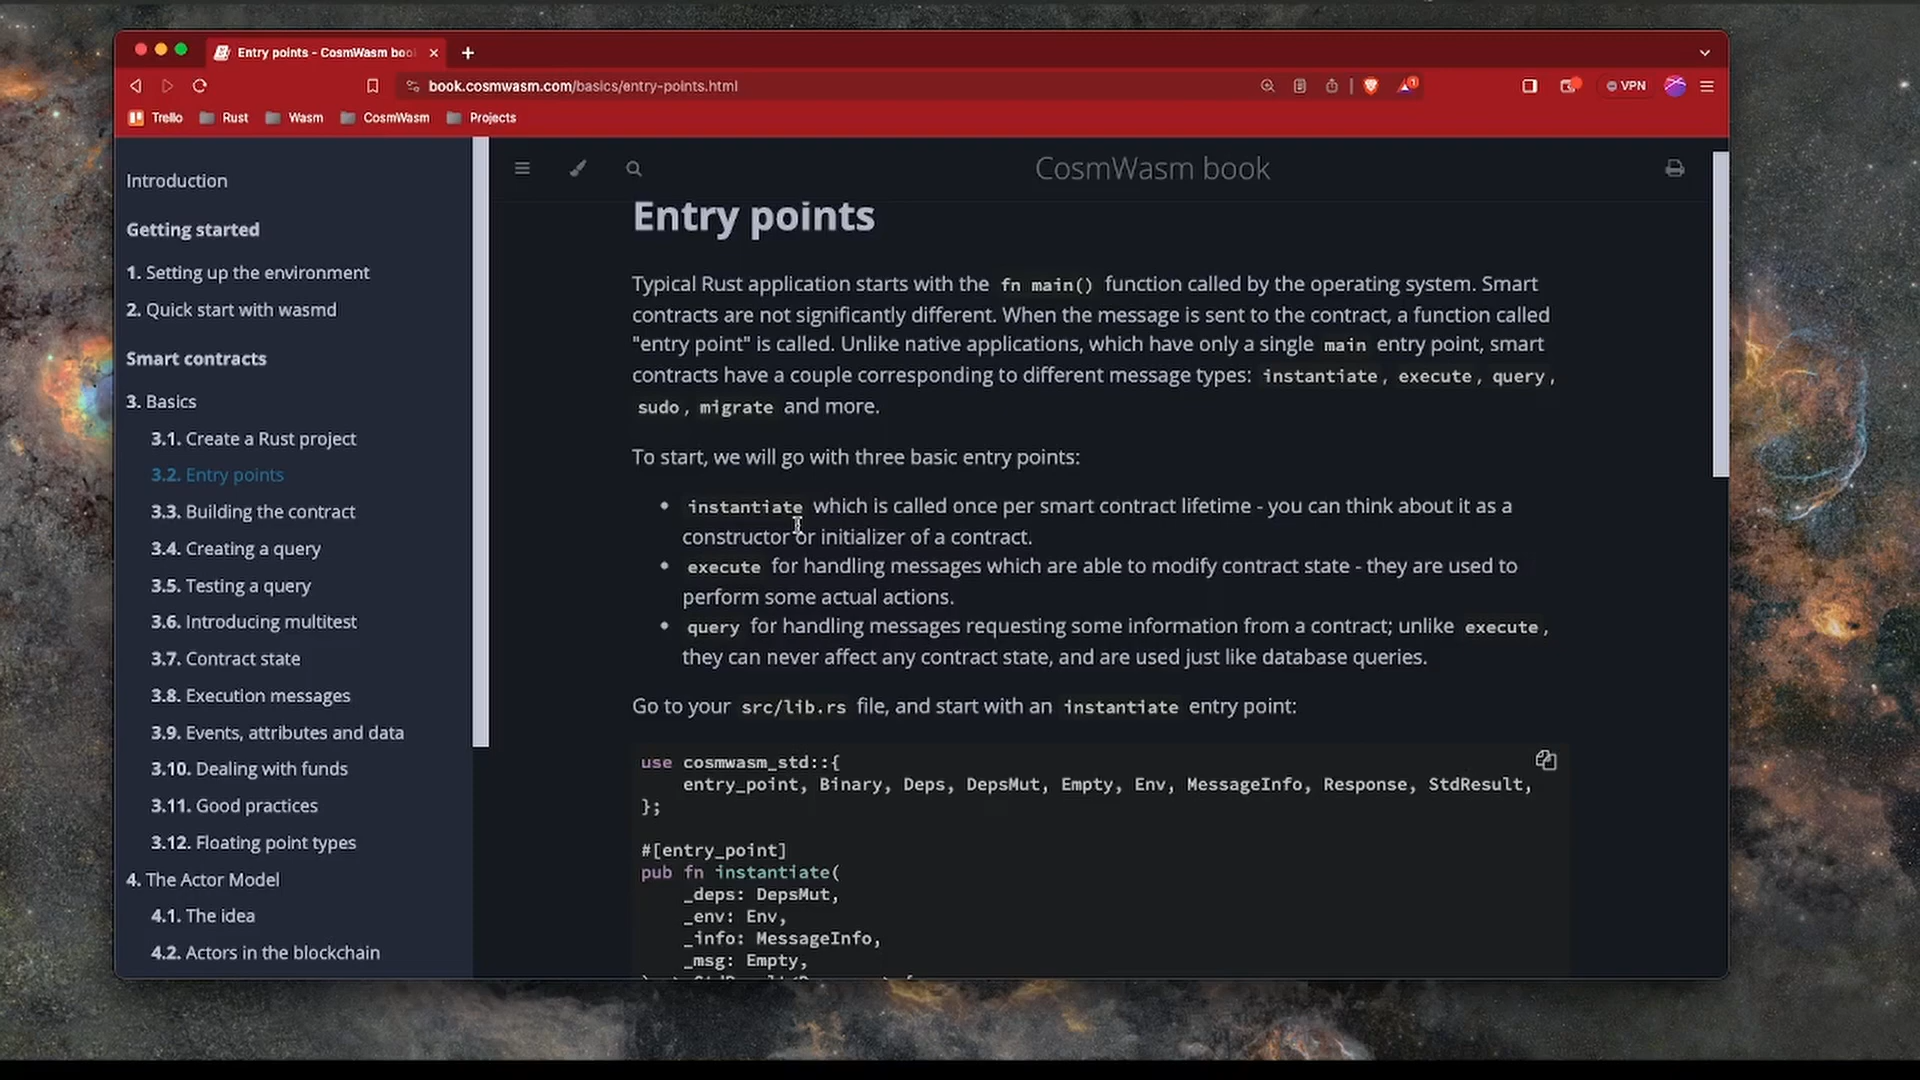 Entry points - CosmWasm boo
book.cosmwasm.com/basics/entry-points.html
1
VPN
Trello
Rust
Wasm
CosmWasm
Projects
Introduction
Getting started
1. Setting up the environment
2. Quick start with wasmd
Smart contracts
3. Basics
3.1. Create a Rust project
3.2. Entry points
3.3. Building the contract
3.4. Creating a query
3.5. Testing a query
3.6. Introducing multitest
3.7. Contract state
3.8. Execution messages
3.9. Events, attributes and data
3.10. Dealing with funds
3.11. Good practices
3.12. Floating point types
4. The Actor Model
4.1. The idea
4.2. Actors in the blockchain
CosmWasm book
Entry points
Typical Rust application starts with the fn main() function called by the operating system. Smart
contracts are not significantly different. When the message is sent to the contract, a function called
"entry point" is called. Unlike native applications, which have only a single main entry point, smart
contracts have a couple corresponding to different message types: instantiate, execute, query,
sudo, migrate and more.
To start, we will go with three basic entry points:
• instantiate which is called once per smart contract lifetime - you can think about it as a
constructor or initializer of a contract.
• execute for handling messages which are able to modify contract state - they are used to
perform some actual actions.
• query for handling messages requesting some information from a contract; unlike execute,
they can never affect any contract state, and are used just like database queries.
Go to your src/lib.rs file, and start with an instantiate entry point:
use cosmwasm_std::{
entry_point, Binary, Deps, DepsMut, Empty, Env, MessageInfo, Response, StdResult,
};
#[entry_point]
pub fn instantiate(
_deps: DepsMut,
_env: Env,
_info: MessageInfo,
_msg: Empty,